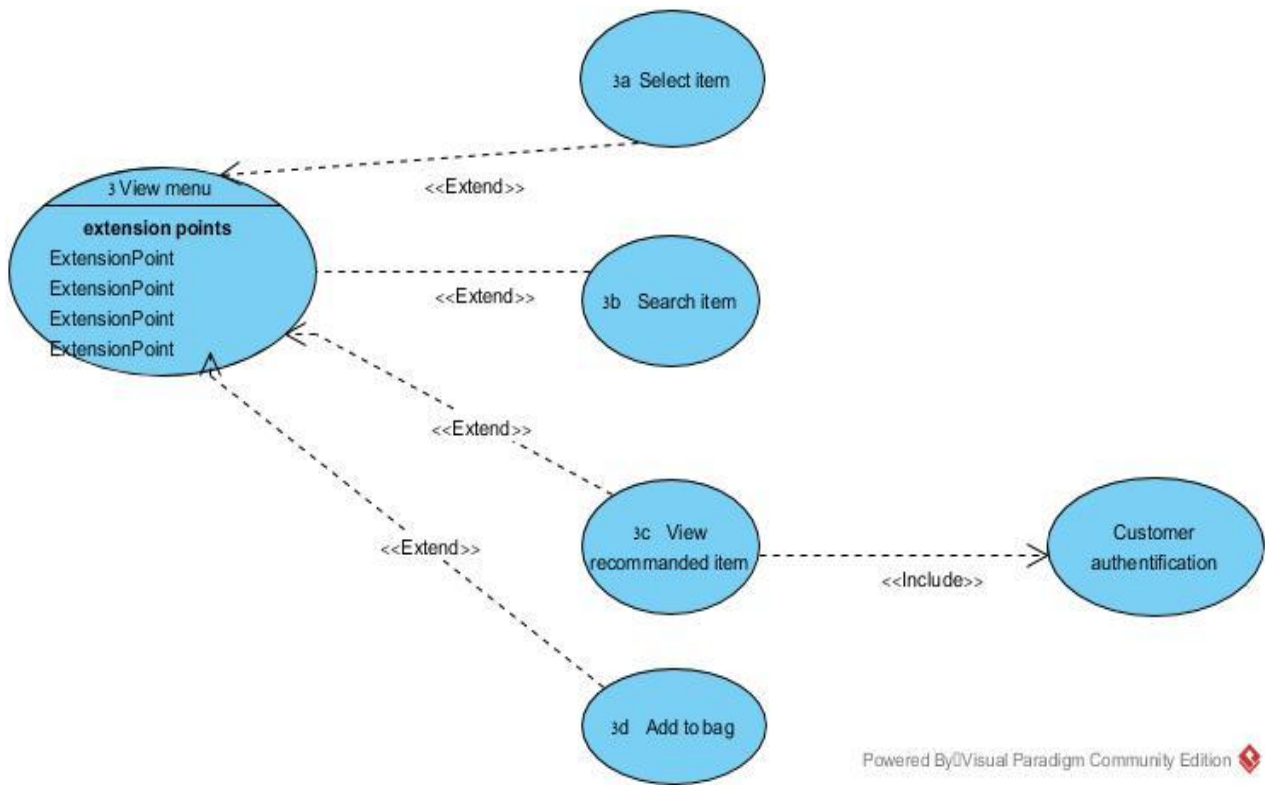 3a Select item
<<Extend>>
3 View menu
extension points
ExtensionPoint
ExtensionPoint
ExtensionPoint
ExtensionPoint
<<Extend>>
3b Search item
<<Extend>>
<<Extend>>
3c View
recommanded item
<<Include>>
Customer
authentification
3d Add to bag
Powered By Visual Paradigm Community Edition